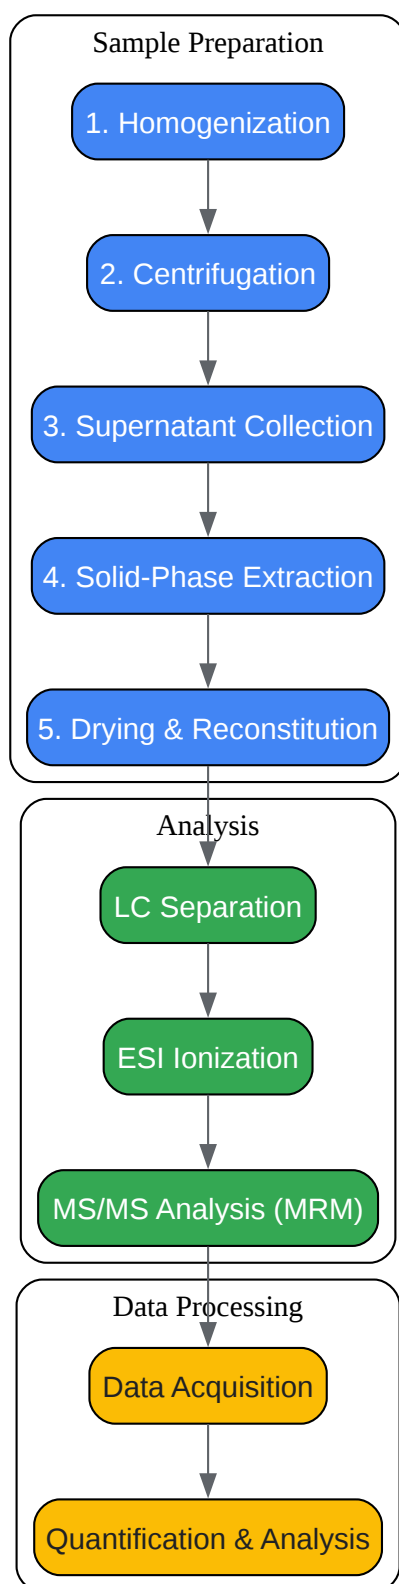 Sample Preparation
1. Homogenization
2. Centrifugation
3. Supernatant Collection
4. Solid-Phase Extraction
5. Drying & Reconstitution
Analysis
LC Separation
ESI Ionization
MS/MS Analysis (MRM)
Data Processing
Data Acquisition
Quantification & Analysis